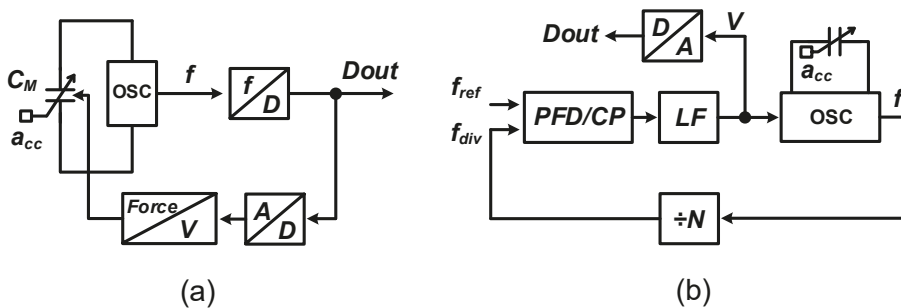 C_M
a_cc
OSC
f
f
D
Dout
Force
V
A
D
(a)
Dout
D
A
V
a_cc
f_ref
f_div
PFD/CP
LF
OSC
f
÷N
(b)